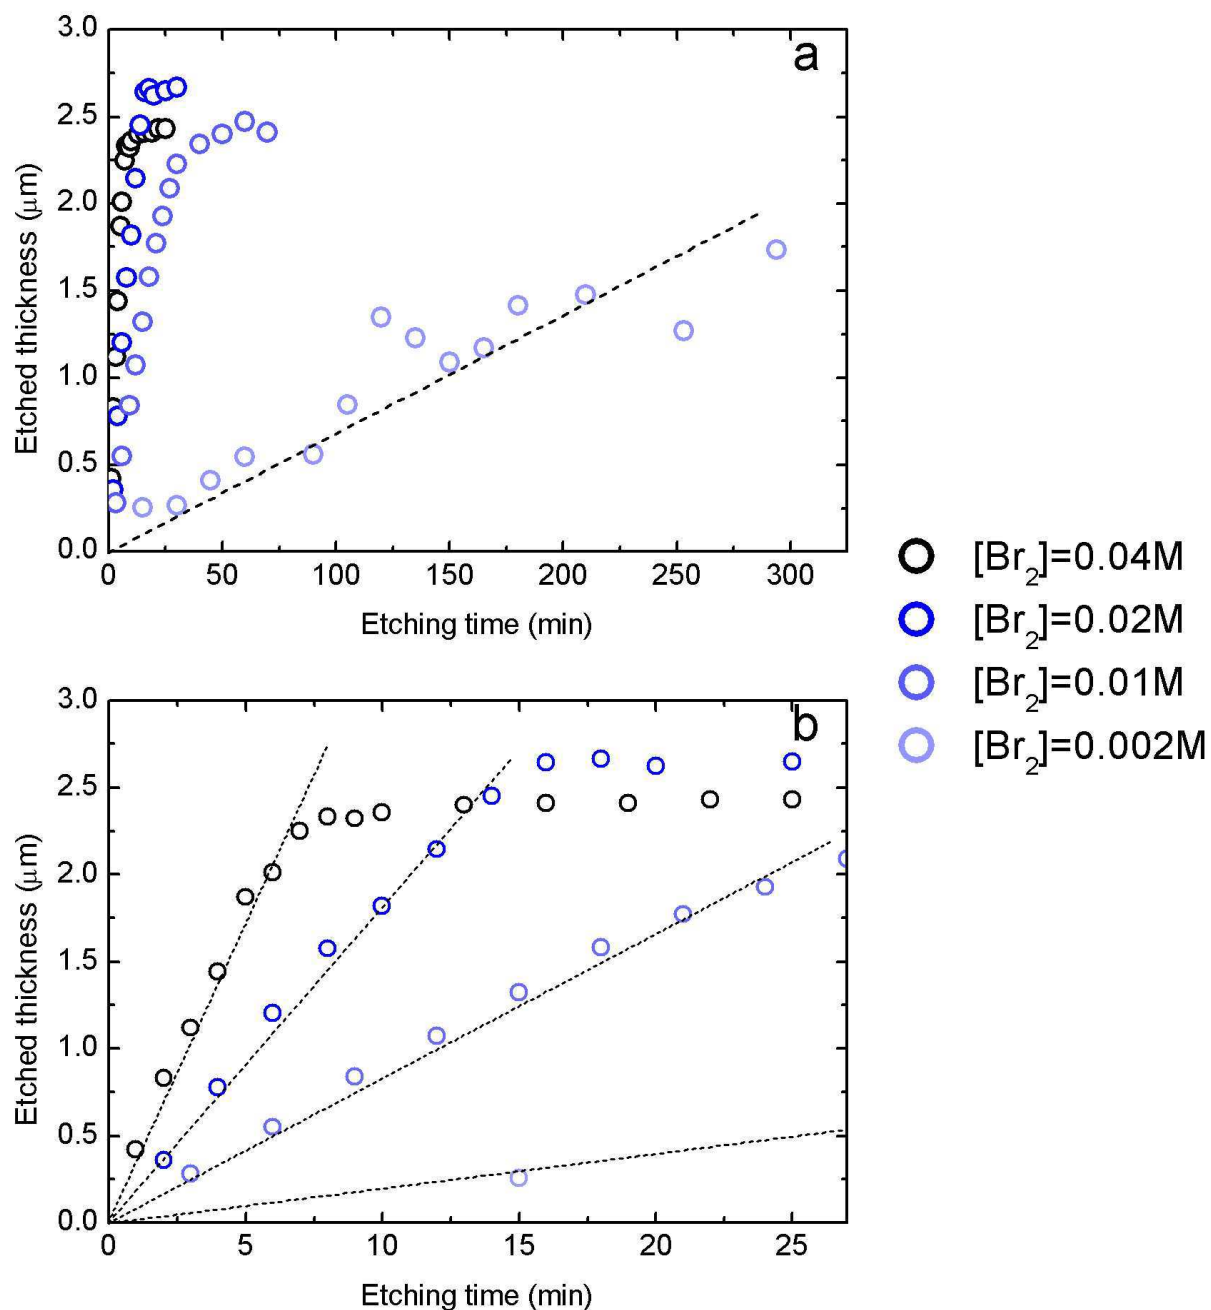 a
3.0
2.5
2.0
1.5
1.0
0.5
0.0
Etched thickness (μm)
0 50 100 150 200 250 300
Etching time (min)
[Br2]=0.04M
[Br2]=0.02M
[Br2]=0.01M
[Br2]=0.002M
b
3.0
2.5
2.0
1.5
1.0
0.5
0.0
Etched thickness (μm)
0 5 10 15 20 25
Etching time (min)